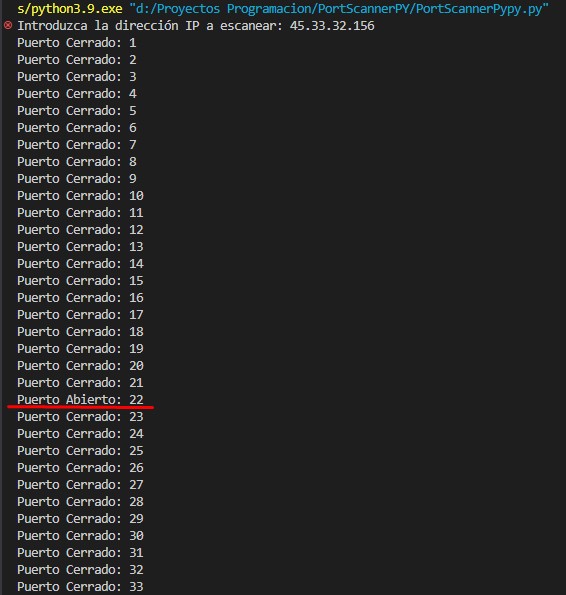 s/python3.9.exe "d:/Proyectos Programacion/PortScannerPY/PortScannerPypy.py"
Introduzca la dirección IP a escanear: 45.33.32.156
Puerto Cerrado: 1
Puerto Cerrado: 2
Puerto Cerrado: 3
Puerto Cerrado: 4
Puerto Cerrado: 5
Puerto Cerrado: 6
Puerto Cerrado: 7
Puerto Cerrado: 8
Puerto Cerrado: 9
Puerto Cerrado: 10
Puerto Cerrado: 11
Puerto Cerrado: 12
Puerto Cerrado: 13
Puerto Cerrado: 14
Puerto Cerrado: 15
Puerto Cerrado: 16
Puerto Cerrado: 17
Puerto Cerrado: 18
Puerto Cerrado: 19
Puerto Cerrado: 20
Puerto Cerrado: 21
Puerto Abierto: 22
Puerto Cerrado: 23
Puerto Cerrado: 24
Puerto Cerrado: 25
Puerto Cerrado: 26
Puerto Cerrado: 27
Puerto Cerrado: 28
Puerto Cerrado: 29
Puerto Cerrado: 30
Puerto Cerrado: 31
Puerto Cerrado: 32
Puerto Cerrado: 33